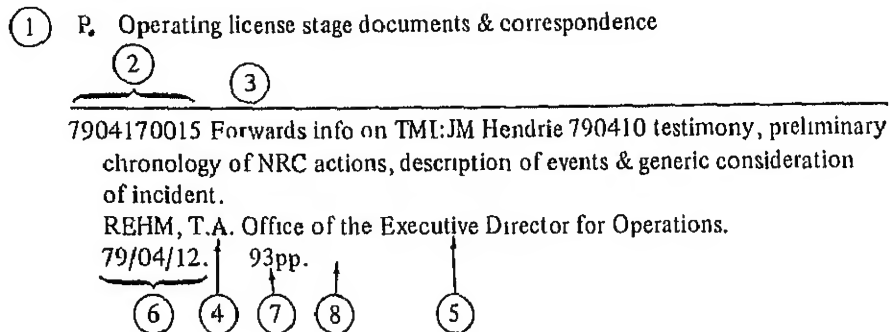 1 P. Operating license stage documents & correspondence
2 3
7904170015 Forwards info on TMI:JM Hendrie 790410 testimony, preliminary
chronology of NRC actions, description of events & generic consideration
of incident.
REHM, T.A. Office of the Executive Director for Operations.
79/04/12. 93pp.
6 4 7 8 5